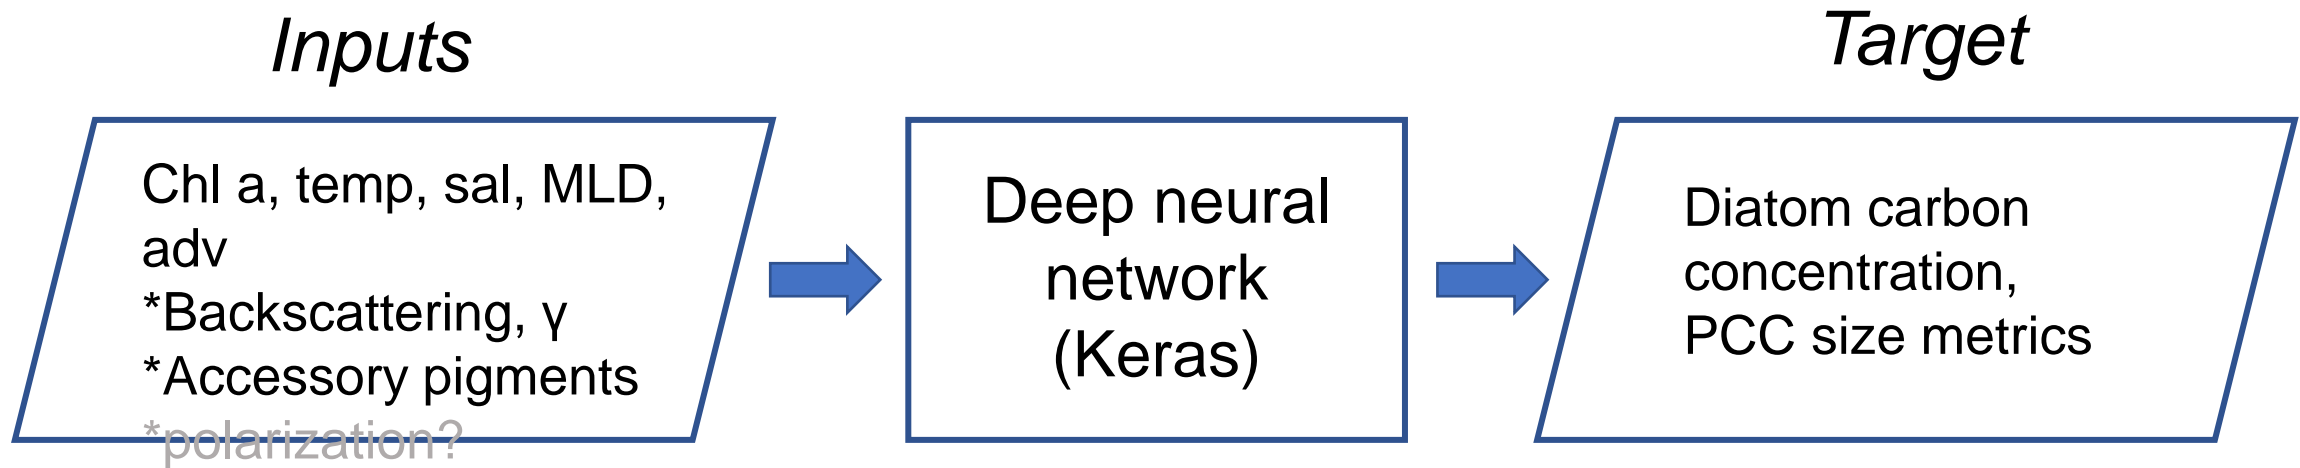 Inputs
Target
Chl a, temp, sal, MLD,
adv
*Backscattering, γ
*Accessory pigments
*polarization?
Deep neural
network
(Keras)
Diatom carbon
concentration,
PCC size metrics